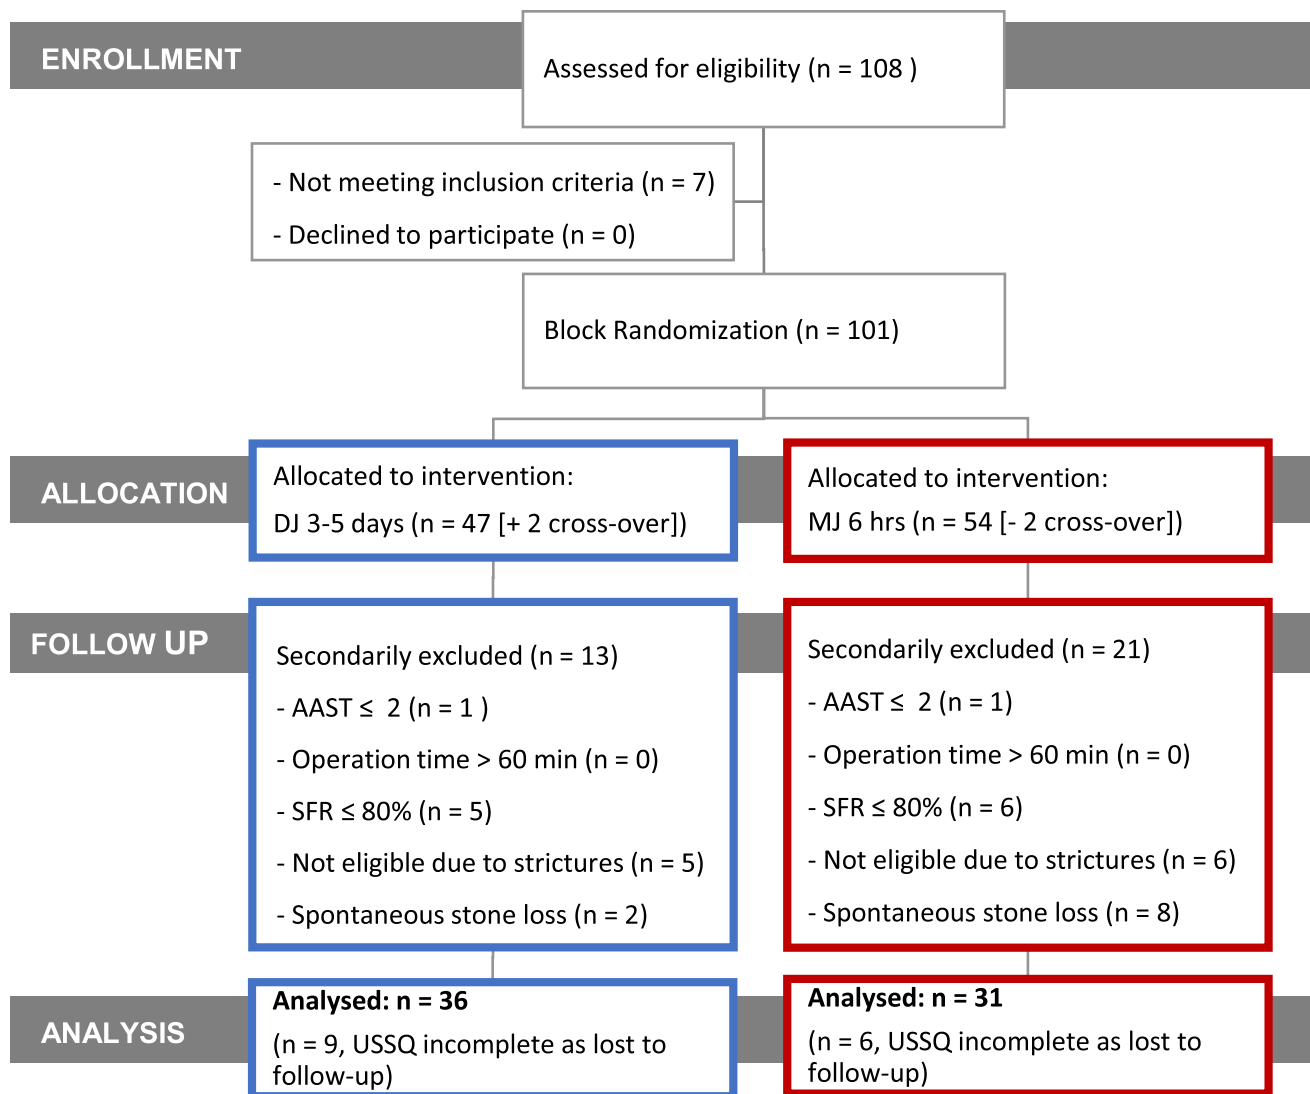 ENROLLMENT
Assessed for eligibility (n = 108 )
- Not meeting inclusion criteria (n = 7)
- Declined to participate (n = 0)
Block Randomization (n = 101)
ALLOCATION
Allocated to intervention:
DJ 3-5 days (n = 47 [+ 2 cross-over])
Allocated to intervention:
MJ 6 hrs (n = 54 [- 2 cross-over])
FOLLOW UP
Secondarily excluded (n = 13)
- AAST ≤  2 (n = 1 )
- Operation time > 60 min (n = 0)
- SFR ≤ 80% (n = 5)
- Not eligible due to strictures (n = 5)
- Spontaneous stone loss (n = 2)
Secondarily excluded (n = 21)
- AAST ≤  2 (n = 1)
- Operation time > 60 min (n = 0)
- SFR ≤ 80% (n = 6)
- Not eligible due to strictures (n = 6)
- Spontaneous stone loss (n = 8)
ANALYSIS
Analysed: n = 36
(n = 9, USSQ incomplete as lost to
follow-up)
Analysed: n = 31
(n = 6, USSQ incomplete as lost to
follow-up)